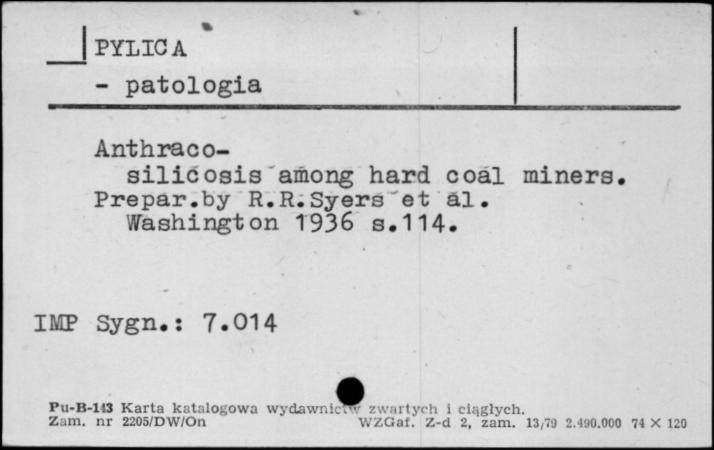 PYLICA
- patologia
Anthraco-
silicosis among hard coal miners.
Prepar.by R.R.Syers et al.
Washington 1936 s.114.
IMP Sygn.: 7.014
Pu-B-143 Karta katalogowa wydawnictw zwartych i ciągłych.
Zam. nr 2205/DW/On WZGaf. Z-d 2, zam. 13/79 2.490.000 74 X 120